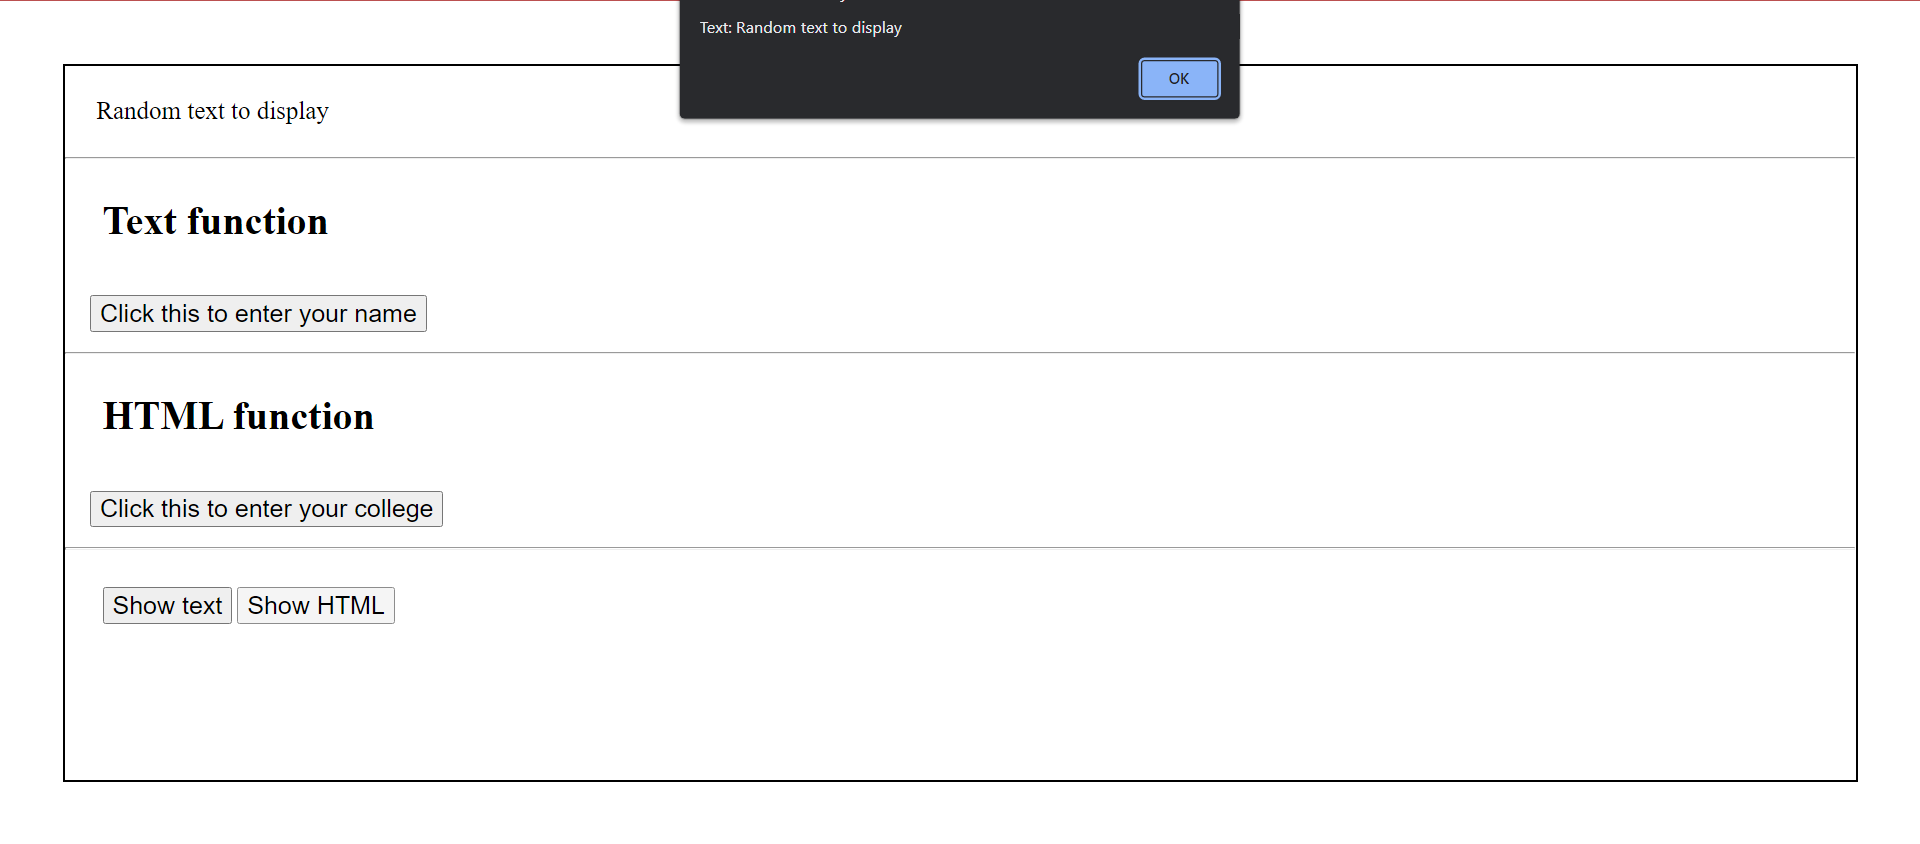 Text: Random text to display
OK
Random text to display
Text function
Click this to enter your name
HTML function
Click this to enter your college
Show text Show HTML